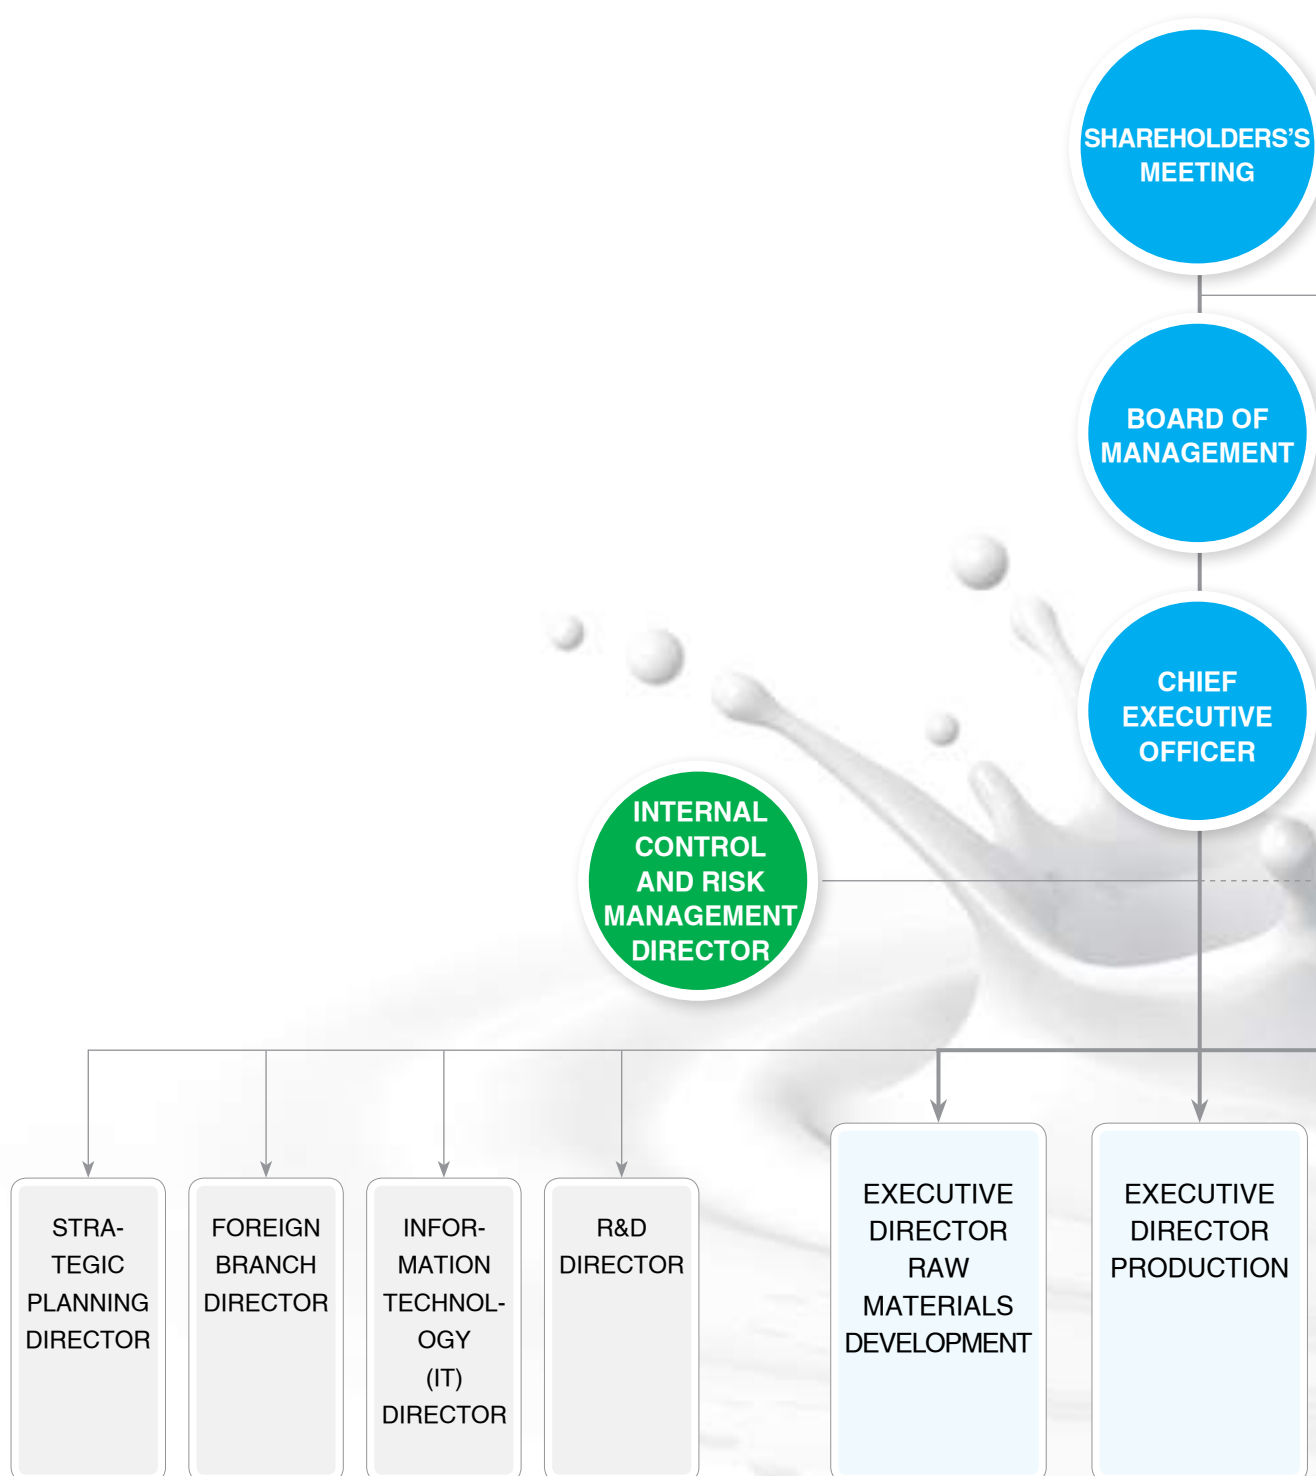 SHAREHOLDERS'S
MEETING
BOARD OF
MANAGEMENT
CHIEF
EXECUTIVE
OFFICER
INTERNAL
CONTROL
AND RISK
MANAGEMENT
DIRECTOR
STRA-
TEGIC
PLANNING
DIRECTOR
FOREIGN
BRANCH
DIRECTOR
INFOR-
MATION
TECHNOL-
OGY
(IT)
DIRECTOR
R&D
DIRECTOR
EXECUTIVE
DIRECTOR
RAW
MATERIALS
DEVELOPMENT
EXECUTIVE
DIRECTOR
PRODUCTION